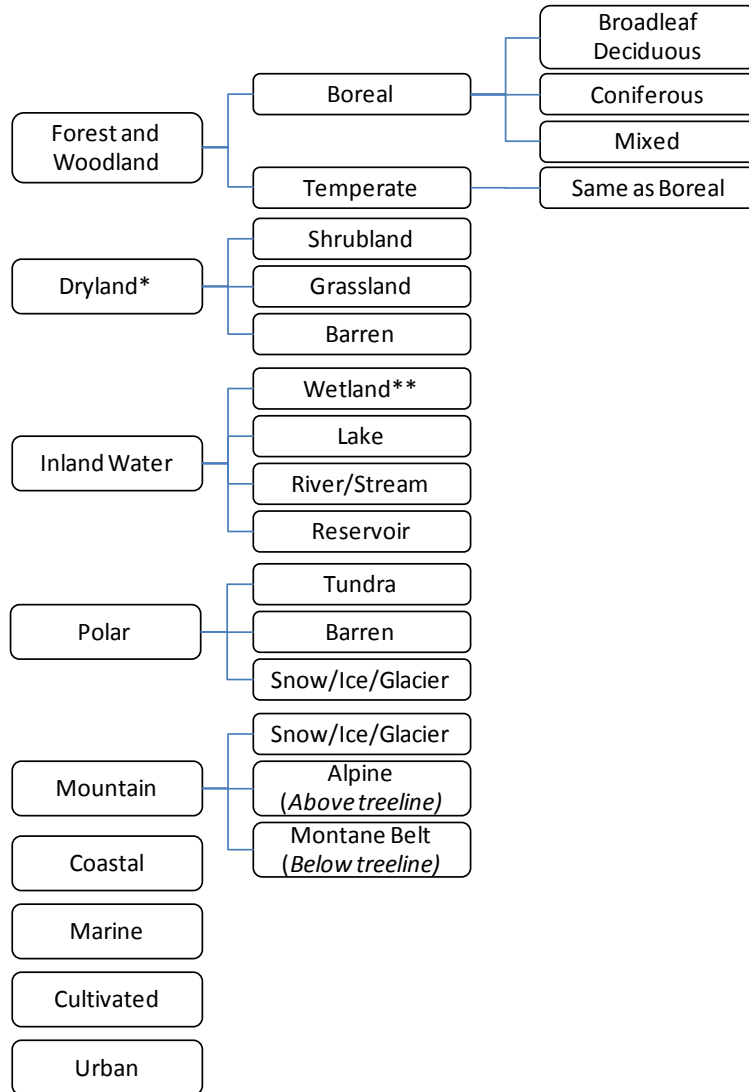 Forest and
Woodland
Boreal
Broadleaf
Deciduous
Coniferous
Mixed
Temperate
Same as Boreal
Dryland*
Shrubland
Grassland
Barren
Inland Water
Wetland**
Lake
River/Stream
Reservoir
Polar
Tundra
Barren
Snow/Ice/Glacier
Mountain
Snow/Ice/Glacier
Alpine
(Above treeline)
Montane Belt
(Below treeline)
Coastal
Marine
Cultivated
Urban